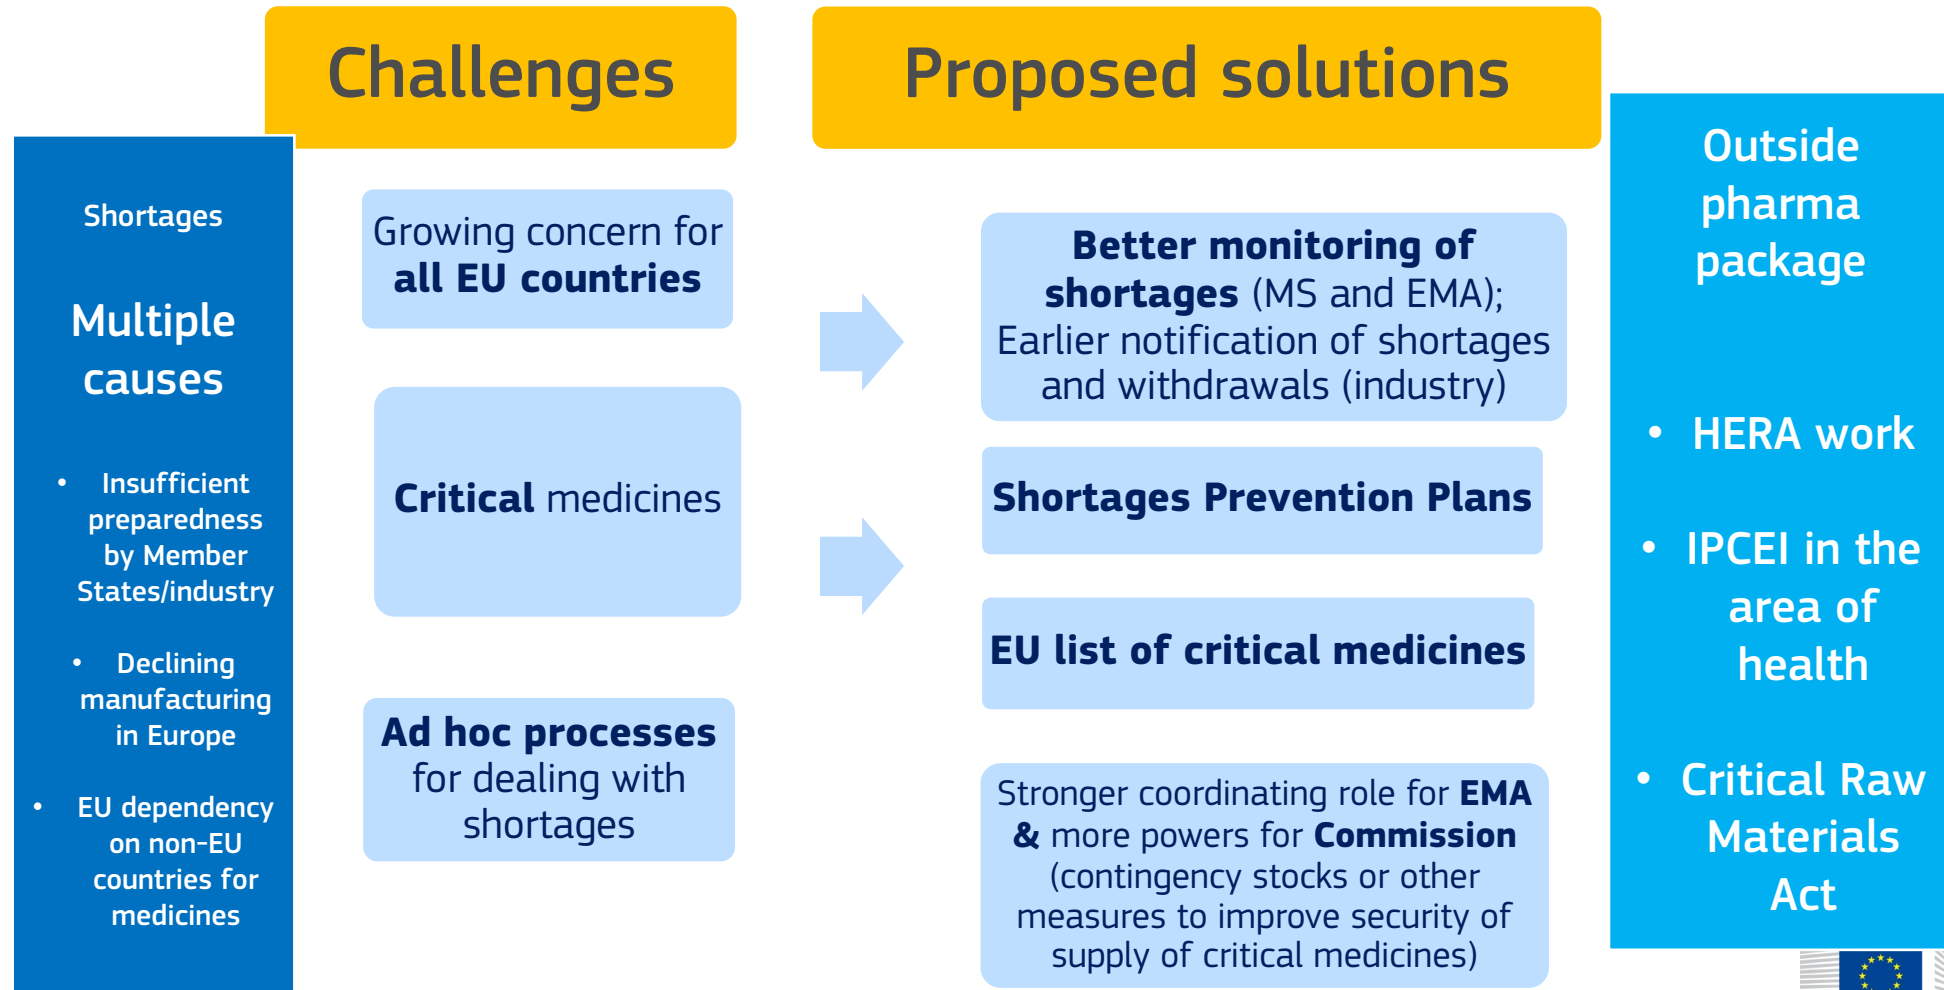 Challenges
Proposed solutions
Shortages
Multiple
causes
• Insufficient
preparedness
by Member
States/industry
• Declining
manufacturing
in Europe
• EU dependency
on non-EU
countries for
medicines
Growing concern for
all EU countries
Critical medicines
Ad hoc processes
for dealing with
shortages
Better monitoring of
shortages (MS and EMA);
Earlier notification of shortages
and withdrawals (industry)
Shortages Prevention Plans
EU list of critical medicines
Stronger coordinating role for EMA
& more powers for Commission
(contingency stocks or other
measures to improve security of
supply of critical medicines)
Outside
pharma
package
• HERA work
• IPCEI in the
area of
health
• Critical Raw
Materials
Act